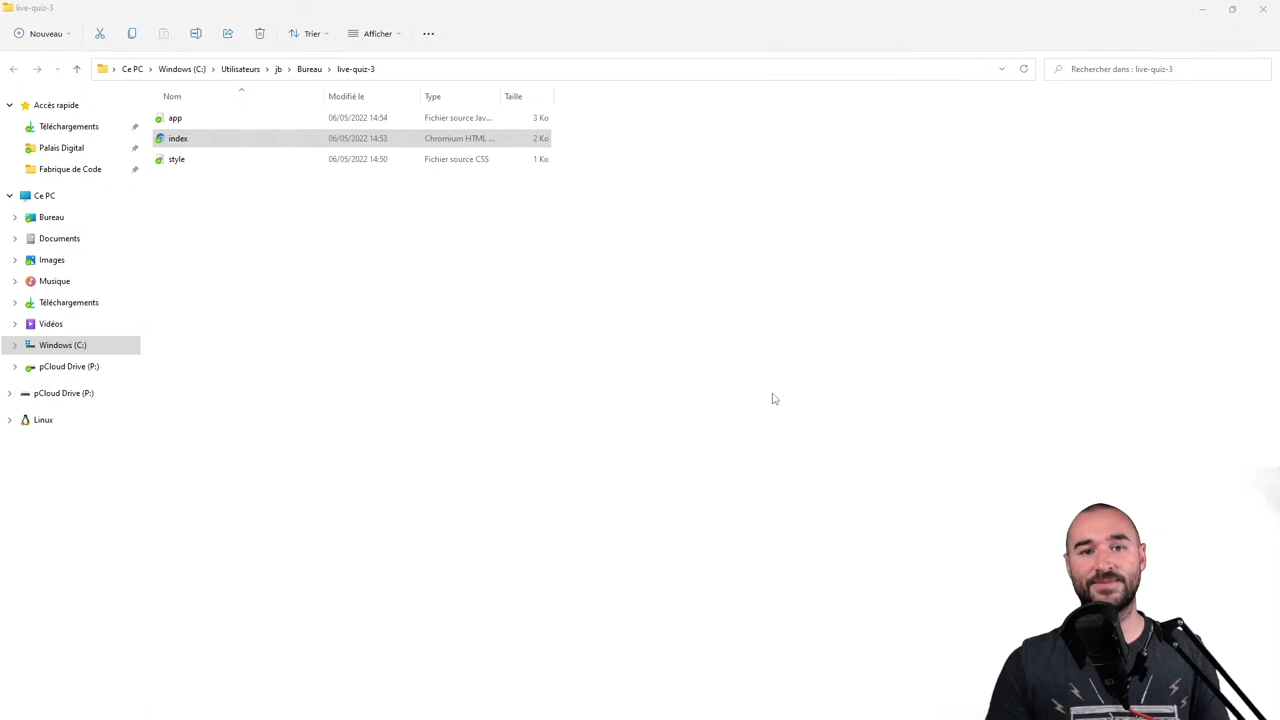 live-quiz-3
Nouveau Trier Afficher
Ce PC Windows (C:) Utilisateurs jb Bureau live-quiz-3 Rechercher dans : live-quiz-3
Nom Modifié le Type Taille
Accès rapide
Téléchargements
Palais Digital
Fabrique de Code
Ce PC
Bureau
Documents
Images
Musique
Téléchargements
Vidéos
Windows (C:)
pCloud Drive (P:)
pCloud Drive (P:)
Linux
app 06/05/2022 14:54 Fichier source Jav... 3 Ko
index 06/05/2022 14:53 Chromium HTML ... 2 Ko
style 06/05/2022 14:50 Fichier source CSS 1 Ko